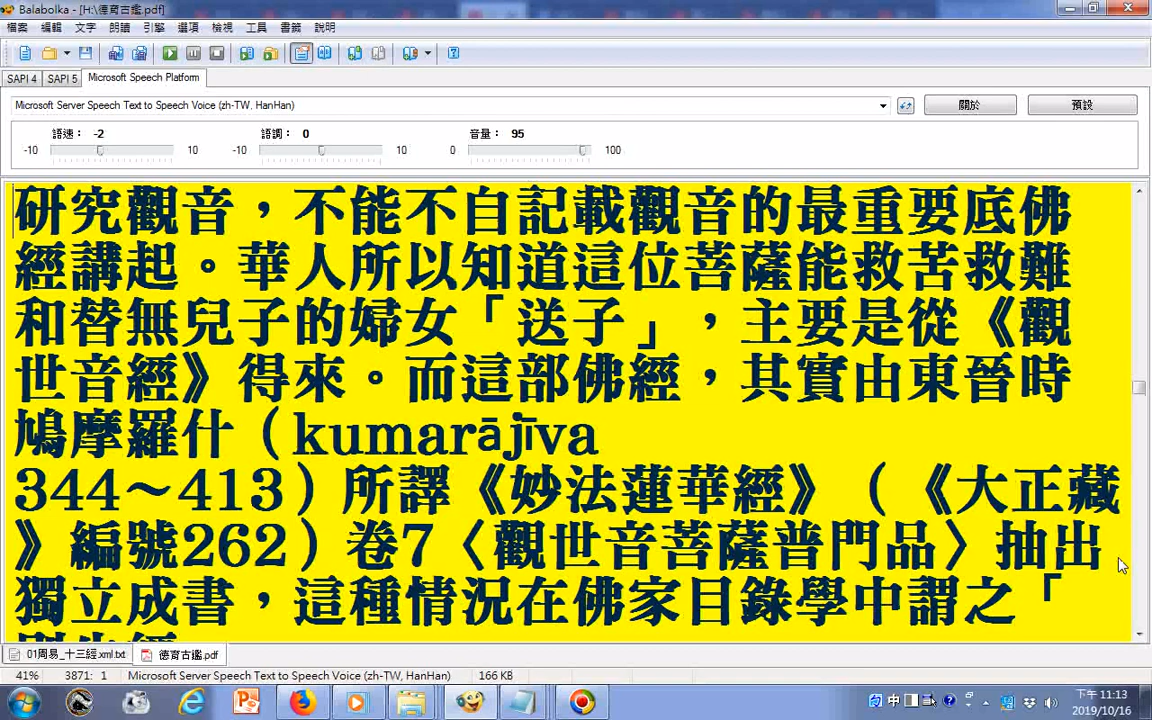 Balabolka - [H:\德育古鑑.pdf]
檔案 編輯 文字 朗讀 引擎 選項 檢視 工具 書籤 說明
SAPI 4 SAPI 5 Microsoft Speech Platform
Microsoft Server Speech Text to Speech Voice (zh-TW, HanHan) 關於 預設
語速： -2 語調： 0 音量： 95
-10 10 -10 10 0 100
研究觀音，不能不自記載觀音的最重要底佛
經講起。華人所以知道這位菩薩能救苦救難
和替無兒子的婦女「送子」，主要是從《觀
世音經》得來。而這部佛經，其實由東晉時
鳩摩羅什（kumarājīva
344～413）所譯《妙法蓮華經》（《大正藏
》編號262）卷7〈觀世音菩薩普門品〉抽出
獨立成書，這種情況在佛家目錄學中謂之「
別出經
01周易_十三經.xml.txt 德育古鑑.pdf
41% 3871: 1 Microsoft Server Speech Text to Speech Voice (zh-TW, HanHan) 166 KB
中 下午 11:13
2019/10/16